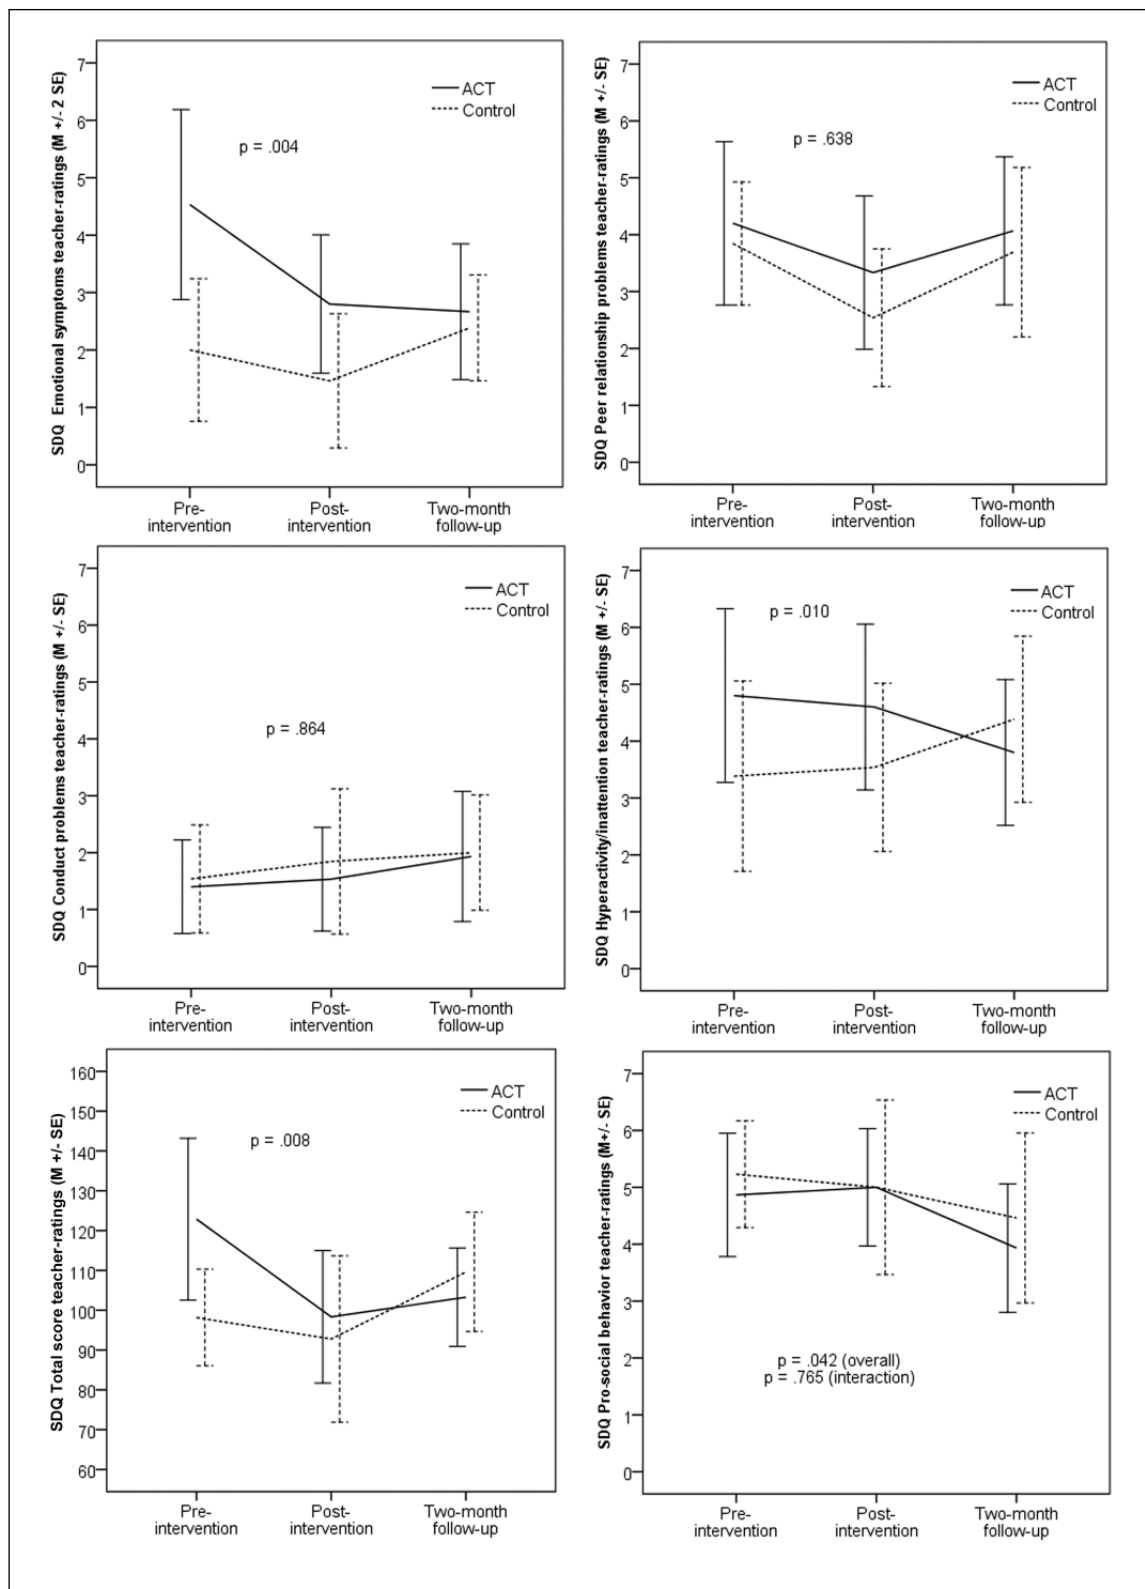 SDQ Emotional symptoms teacher-ratings (M +/- 2 SE)
7
6
5
4
3
2
1
0
ACT
Control
p = .004
Pre-
intervention
Post-
intervention
Two-month
follow-up
SDQ Peer relationship problems teacher-ratings (M +/- SE)
7
6
5
4
3
2
1
0
ACT
Control
p = .638
Pre-
intervention
Post-
intervention
Two-month
follow-up
SDQ Conduct problems teacher-ratings (M +/- SE)
7
6
5
4
3
2
1
0
ACT
Control
p = .864
Pre-
intervention
Post-
intervention
Two-month
follow-up
SDQ Hyperactivity/inattention teacher-ratings (M +/- SE)
7
6
5
4
3
2
1
0
ACT
Control
p = .010
Pre-
intervention
Post-
intervention
Two-month
follow-up
SDQ Total score teacher-ratings (M +/- SE)
160
150
140
130
120
110
100
90
80
70
60
ACT
Control
p = .008
Pre-
intervention
Post-
intervention
Two-month
follow-up
SDQ Pro-social behavior teacher-ratings (M+/- SE)
7
6
5
4
3
2
1
0
ACT
Control
p = .042 (overall)
p = .765 (interaction)
Pre-
intervention
Post-
intervention
Two-month
follow-up